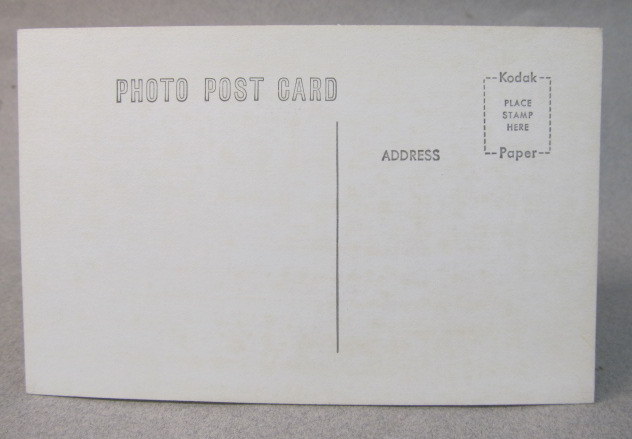 PHOTO POST CARD
Kodak
PLACE
STAMP
HERE
Paper
ADDRESS